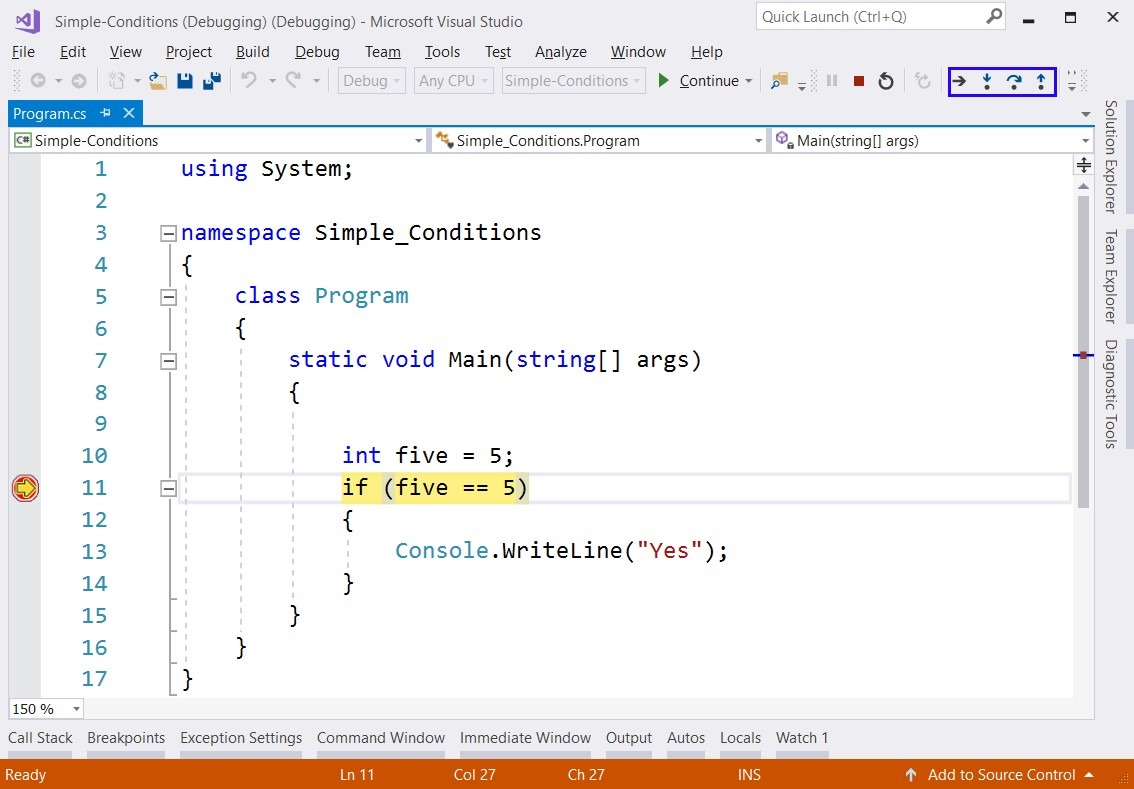 Simple-Conditions (Debugging) (Debugging) - Microsoft Visual Studio
Quick Launch (Ctrl+Q)
File Edit View Project Build Debug Team Tools Test Analyze Window Help
Debug Any CPU Simple-Conditions Continue
Program.cs
C# Simple-Conditions Simple_Conditions.Program Main(string[] args)
1 using System;
2
3 namespace Simple_Conditions
4 {
5 class Program
6 {
7 static void Main(string[] args)
8 {
9
10 int five = 5;
11 if (five == 5)
12 {
13 Console.WriteLine("Yes");
14 }
15 }
16 }
17 }
Solution Explorer
Team Explorer
Diagnostic Tools
150 %
Call Stack Breakpoints Exception Settings Command Window Immediate Window Output Autos Locals Watch 1
Ready Ln 11 Col 27 Ch 27 INS Add to Source Control